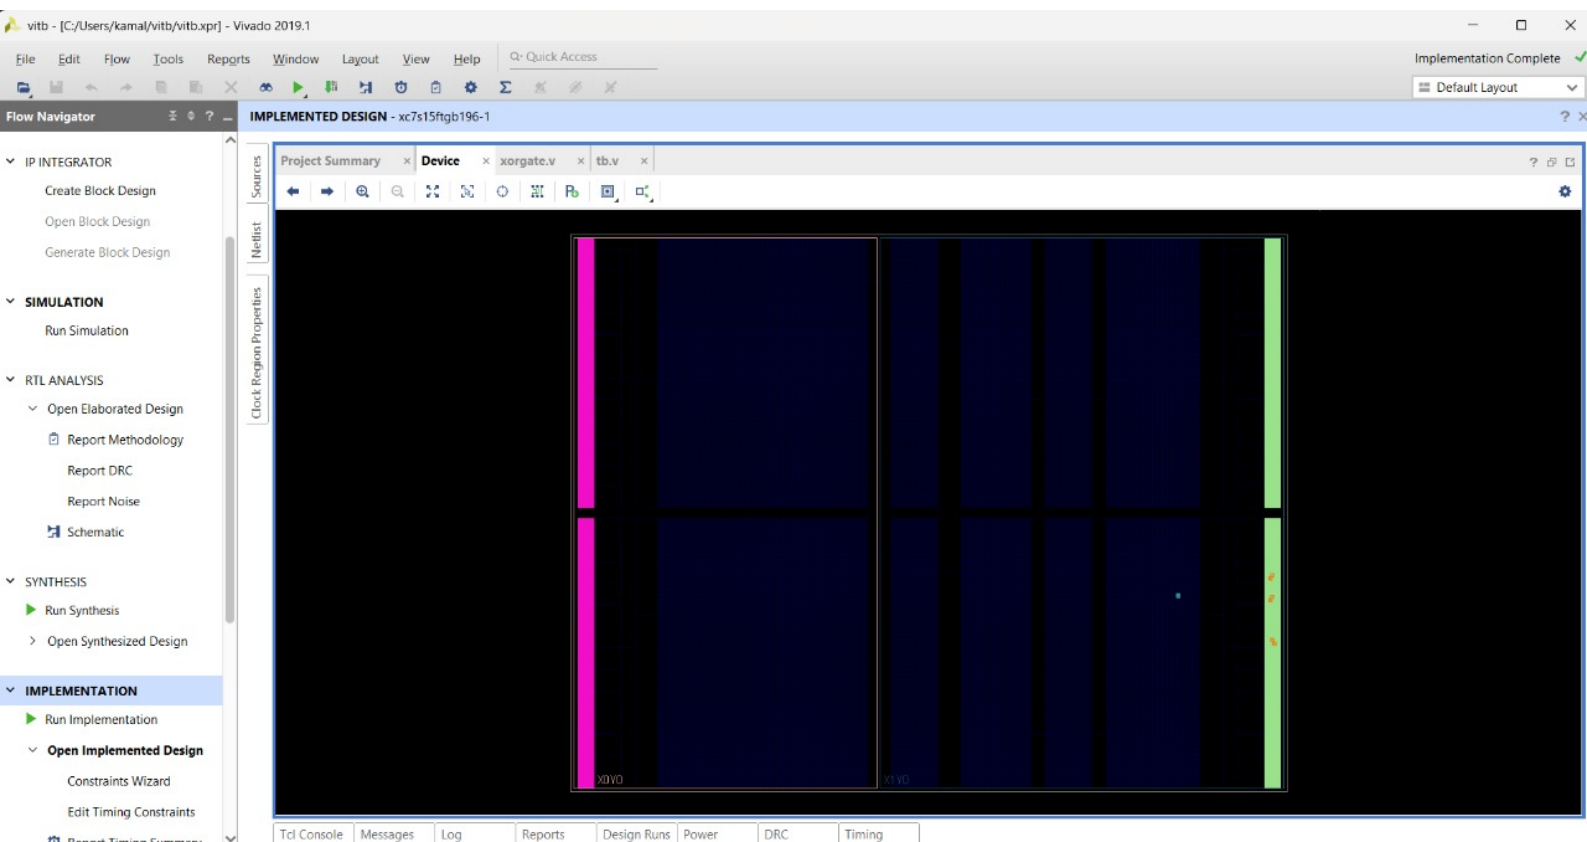 vitb - [C:/Users/kamal/vitb/vitb.xpr] - Vivado 2019.1
File Edit Flow Tools Reports Window Layout View Help Quick Access
Implementation Complete
Default Layout
Flow Navigator
IMPLEMENTED DESIGN - xc7s15ftgb196-1
IP INTEGRATOR
Create Block Design
Open Block Design
Generate Block Design
SIMULATION
Run Simulation
RTL ANALYSIS
Open Elaborated Design
Report Methodology
Report DRC
Report Noise
Schematic
SYNTHESIS
Run Synthesis
Open Synthesized Design
IMPLEMENTATION
Run Implementation
Open Implemented Design
Constraints Wizard
Edit Timing Constraints
Report Timing Summary
Sources
Netlist
Clock Region Properties
Project Summary Device xorgate.v tb.v
X0Y0
X1Y0
Tcl Console Messages Log Reports Design Runs Power DRC Timing